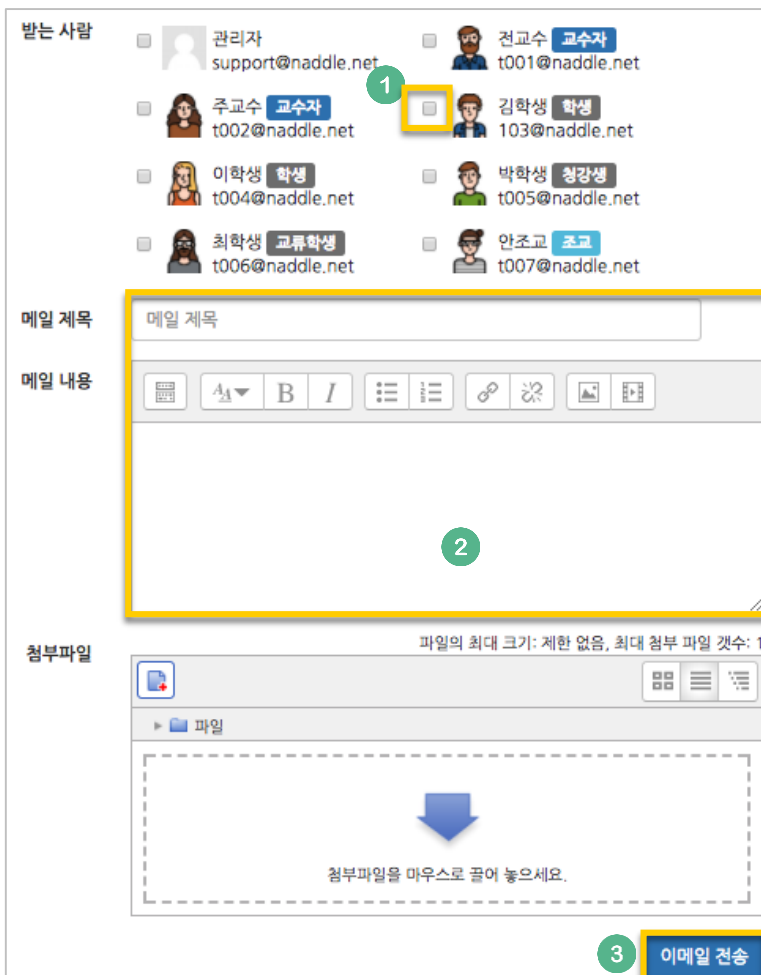 받는 사람
관리자
support@naddle.net
전교수 교수자
t001@naddle.net
1
주교수 교수자
t002@naddle.net
김학생 학생
103@naddle.net
이학생 학생
t004@naddle.net
박학생 청강생
t005@naddle.net
최학생 교류학생
t006@naddle.net
안조교 조교
t007@naddle.net
메일 제목
메일 제목
메일 내용
B I
2
파일의 최대 크기: 제한 없음, 최대 첨부 파일 갯수: 1
첨부파일
파일
첨부파일을 마우스로 끌어 놓으세요.
3
이메일 전송